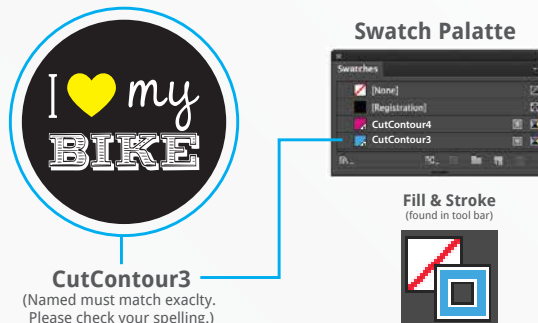 I my
BIKE
CutContour3
(Named must match exaclty.
Please check your spelling.)
Swatch Palatte
Swatches
[None]
[Registration]
CutContour4
CutContour3
Fill & Stroke
(found in tool bar)